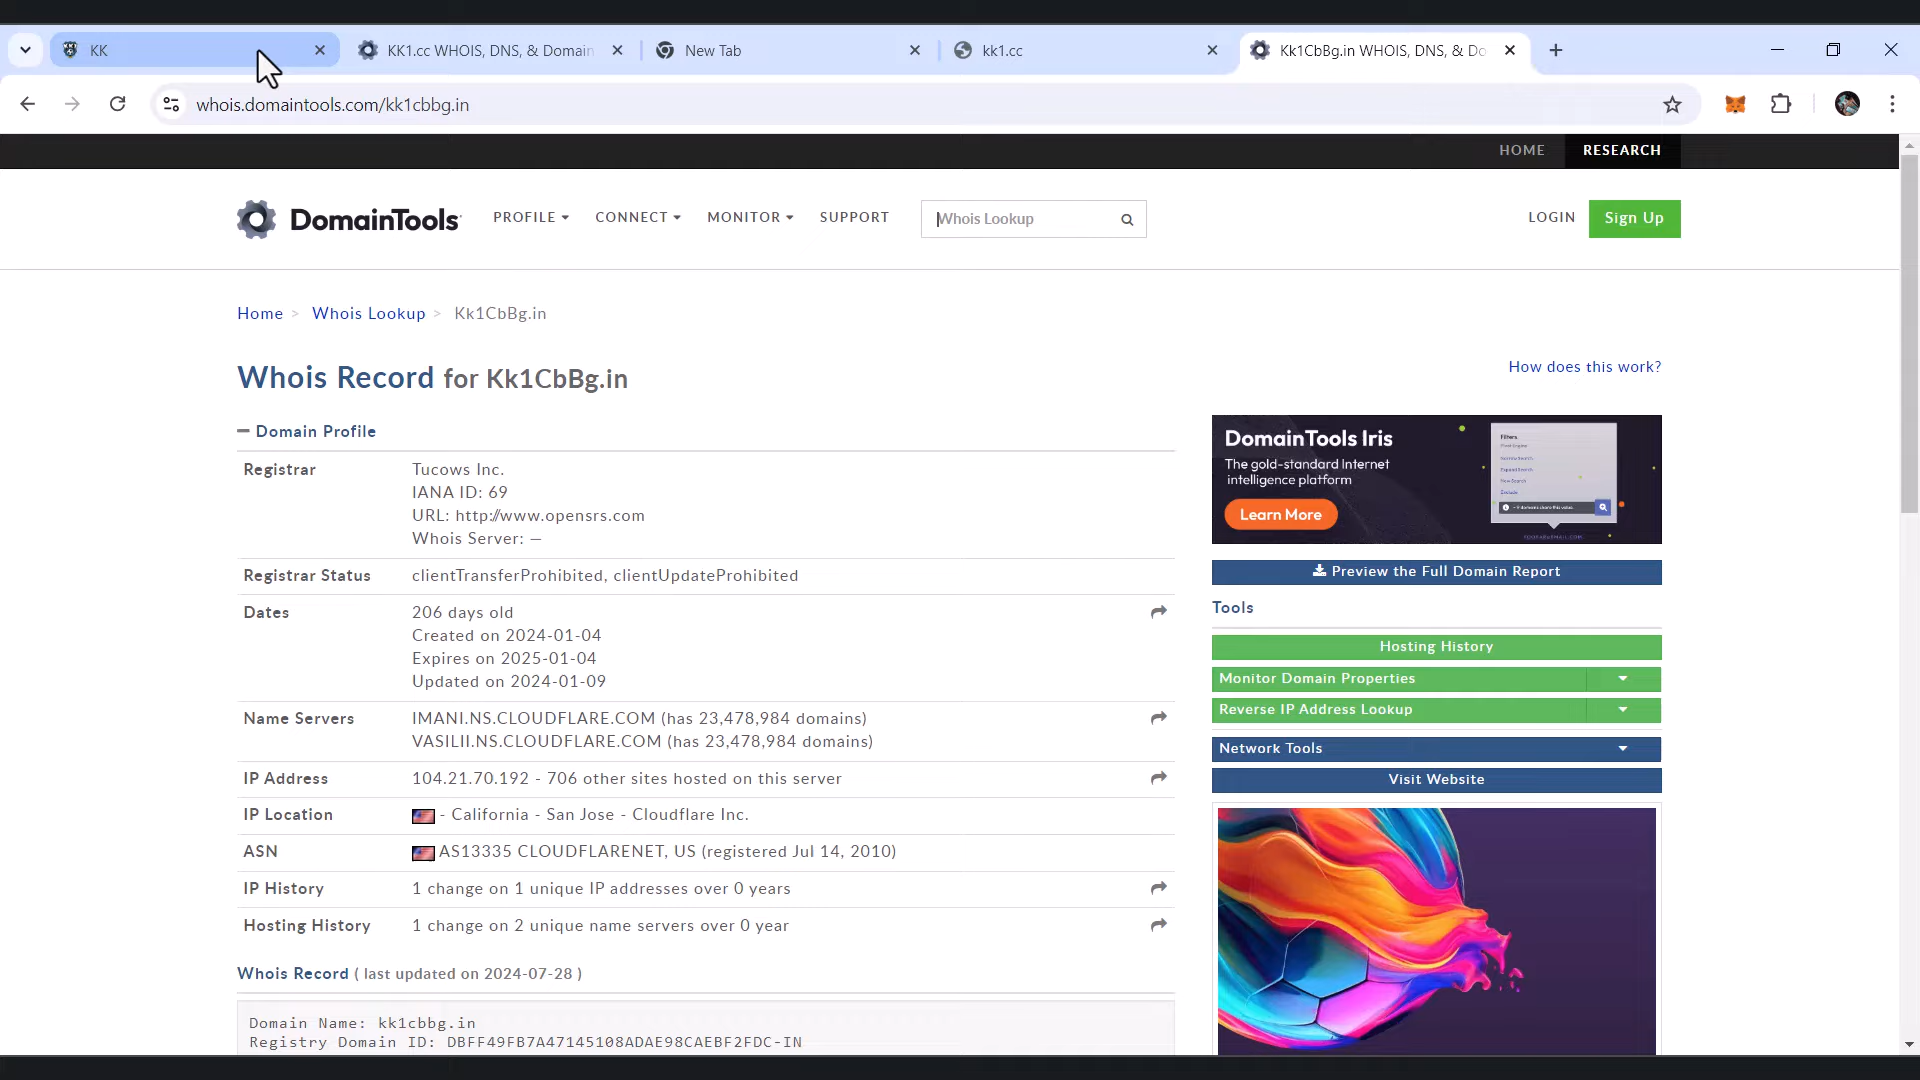 KK
KK1.cc WHOIS, DNS, & Domain
New Tab
kk1.cc
Kk1CbBg.in WHOIS, DNS, & Do
whois.domaintools.com/kk1cbbg.in
HOME
RESEARCH
DomainTools
PROFILE
CONNECT
MONITOR
SUPPORT
Whois Lookup
LOGIN
Sign Up
Home > Whois Lookup > Kk1CbBg.in
Whois Record for Kk1CbBg.in
How does this work?
Domain Profile
Registrar
Tucows Inc.
IANA ID: 69
URL: http://www.opensrs.com
Whois Server: —
Registrar Status
clientTransferProhibited, clientUpdateProhibited
Dates
206 days old
Created on 2024-01-04
Expires on 2025-01-04
Updated on 2024-01-09
Name Servers
IMANI.NS.CLOUDFLARE.COM (has 23,478,984 domains)
VASILII.NS.CLOUDFLARE.COM (has 23,478,984 domains)
IP Address
104.21.70.192 - 706 other sites hosted on this server
IP Location
- California - San Jose - Cloudflare Inc.
ASN
AS13335 CLOUDFLARENET, US (registered Jul 14, 2010)
IP History
1 change on 1 unique IP addresses over 0 years
Hosting History
1 change on 2 unique name servers over 0 year
Whois Record ( last updated on 2024-07-28 )
Domain Name: kk1cbbg.in
Registry Domain ID: DBFF49FB7A47145108ADAE98CAEBF2FDC-IN
DomainTools Iris
The gold-standard Internet
intelligence platform
Learn More
Filters
Preview the Full Domain Report
Tools
Hosting History
Monitor Domain Properties
Reverse IP Address Lookup
Network Tools
Visit Website